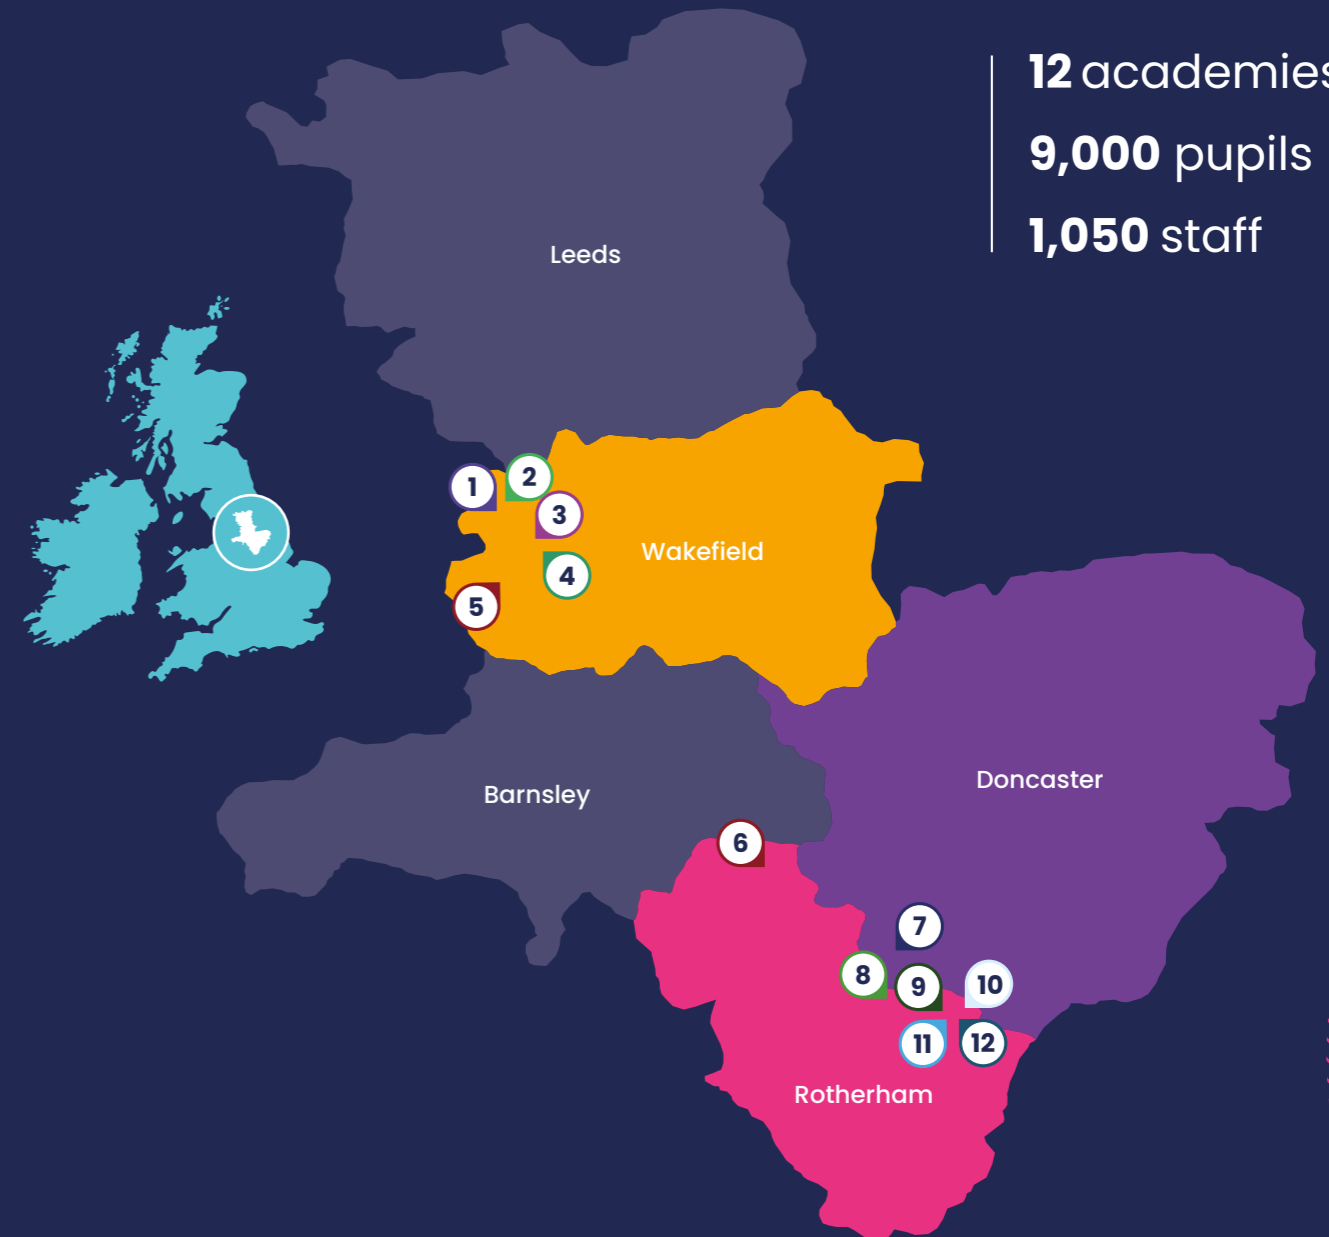 12 academies
9,000 pupils
1,050 staff
Leeds
1
2
3
Wakefield
4
5
Doncaster
Barnsley
6
7
8
9
10
11
12
Rotherham